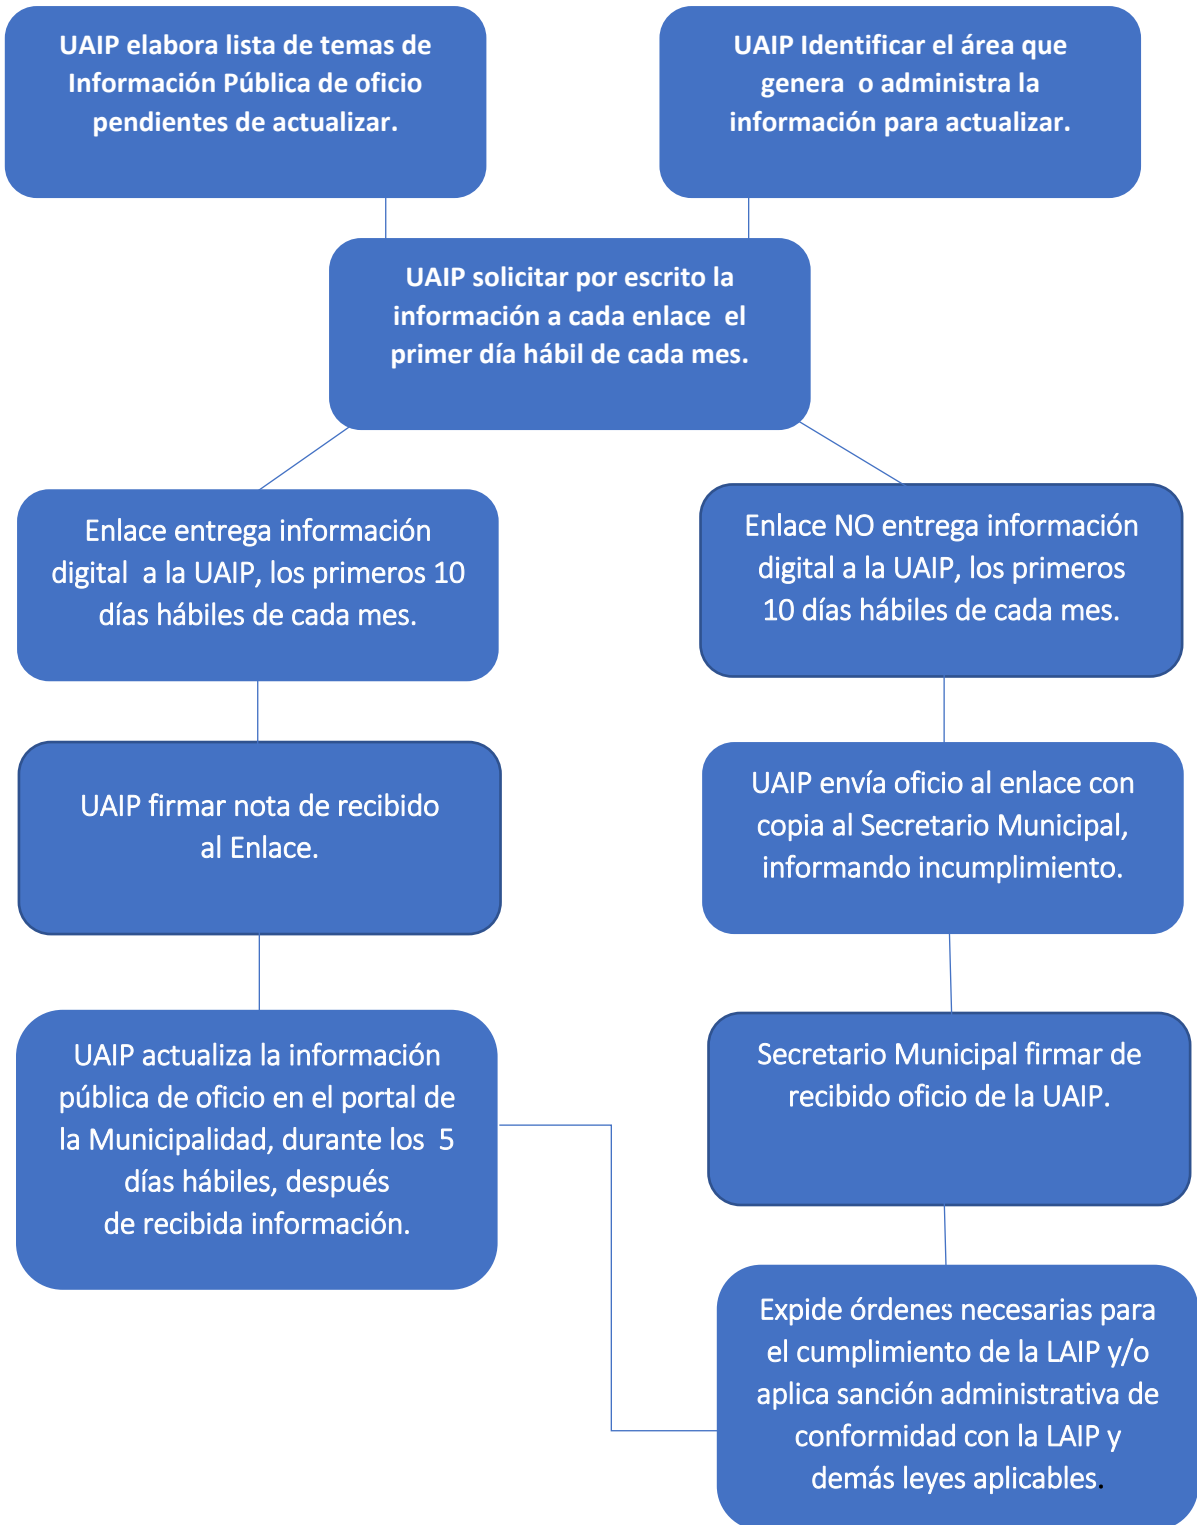 UAIP elabora lista de temas de
Información Pública de oficio
pendientes de actualizar.
UAIP Identificar el área que
genera  o administra la
información para actualizar.
UAIP solicitar por escrito la
información a cada enlace  el
primer día hábil de cada mes.
Enlace entrega información
digital  a la UAIP, los primeros 10
días hábiles de cada mes.
Enlace NO entrega información
digital a la UAIP, los primeros
10 días hábiles de cada mes.
UAIP firmar nota de recibido
al Enlace.
UAIP envía oficio al enlace con
copia al Secretario Municipal,
informando incumplimiento.
UAIP actualiza la información
pública de oficio en el portal de
la Municipalidad, durante los  5
días hábiles, después
de recibida información.
Secretario Municipal firmar de
recibido oficio de la UAIP.
Expide órdenes necesarias para
el cumplimiento de la LAIP y/o
aplica sanción administrativa de
conformidad con la LAIP y
demás leyes aplicables.